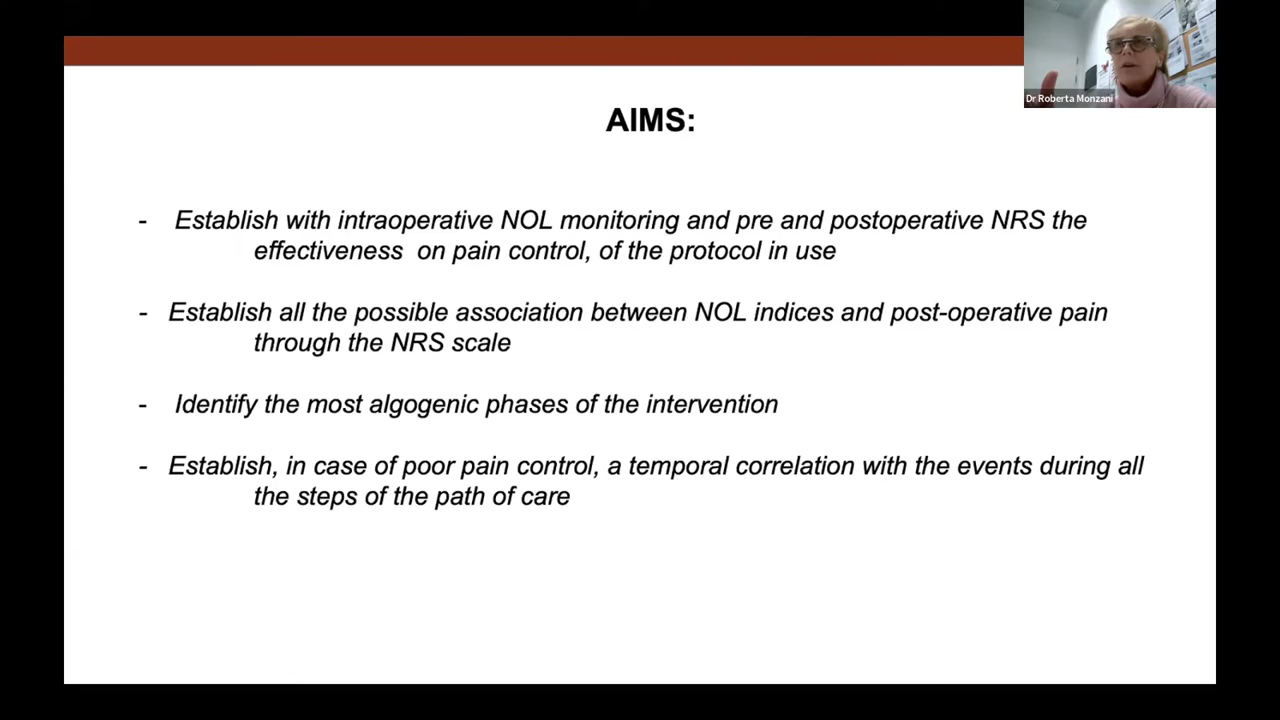 Dr Roberta Monzani
AIMS:
- Establish with intraoperative NOL monitoring and pre and postoperative NRS the
effectiveness on pain control, of the protocol in use
- Establish all the possible association between NOL indices and post-operative pain
through the NRS scale
- Identify the most algogenic phases of the intervention
- Establish, in case of poor pain control, a temporal correlation with the events during all
the steps of the path of care